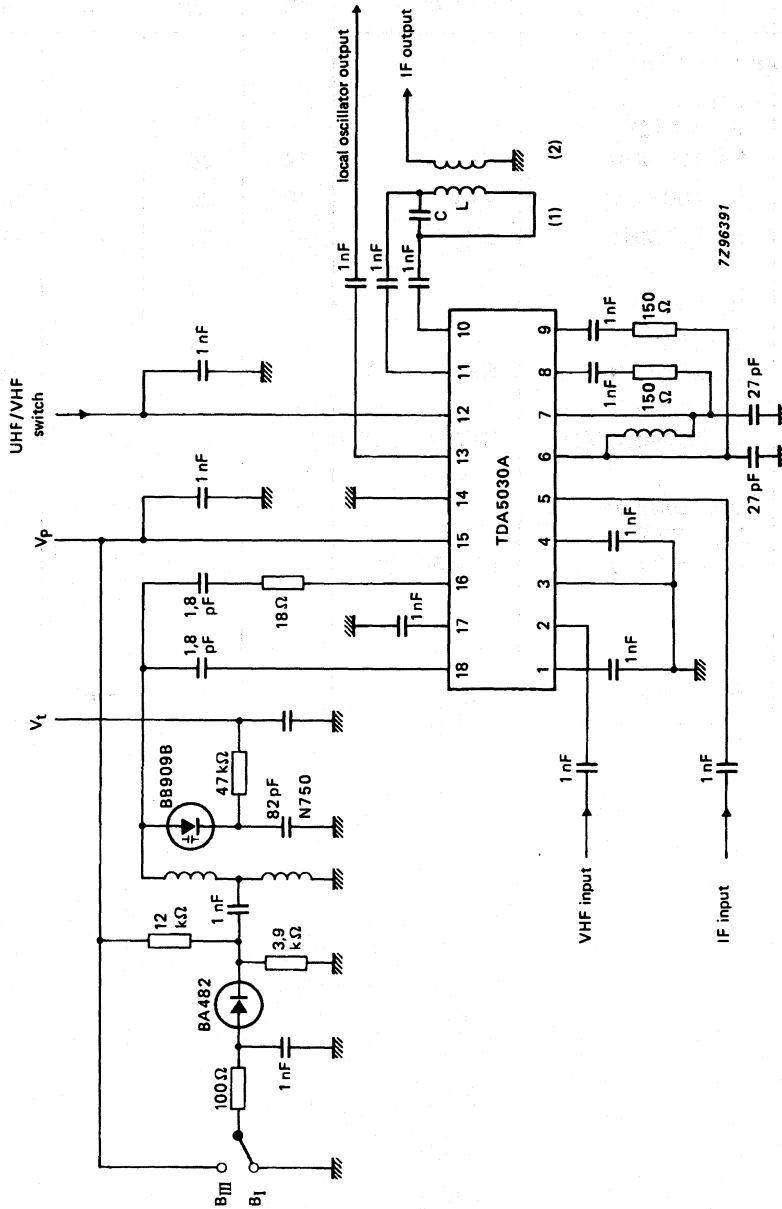 UHF/VHF
switch
Vp
Vt
1 nF
1 nF
1,8
pF
1,8
pF
18Ω
1 nF
BB909B
47kΩ
82 pF
N750
12
kΩ
1 nF
3,9
kΩ
BA482
100Ω
1 nF
BIII
BI
local oscillator output
IF output
1 nF
1 nF
1 nF
C
L
(1)
(2)
18
17
16
15
14
13
12
11
10
TDA5030A
1
2
3
4
5
6
7
8
9
1 nF
1 nF
1 nF
150
Ω
1 nF
150
Ω
27 pF
27 pF
VHF input
1 nF
IF input
1 nF
7Z96391